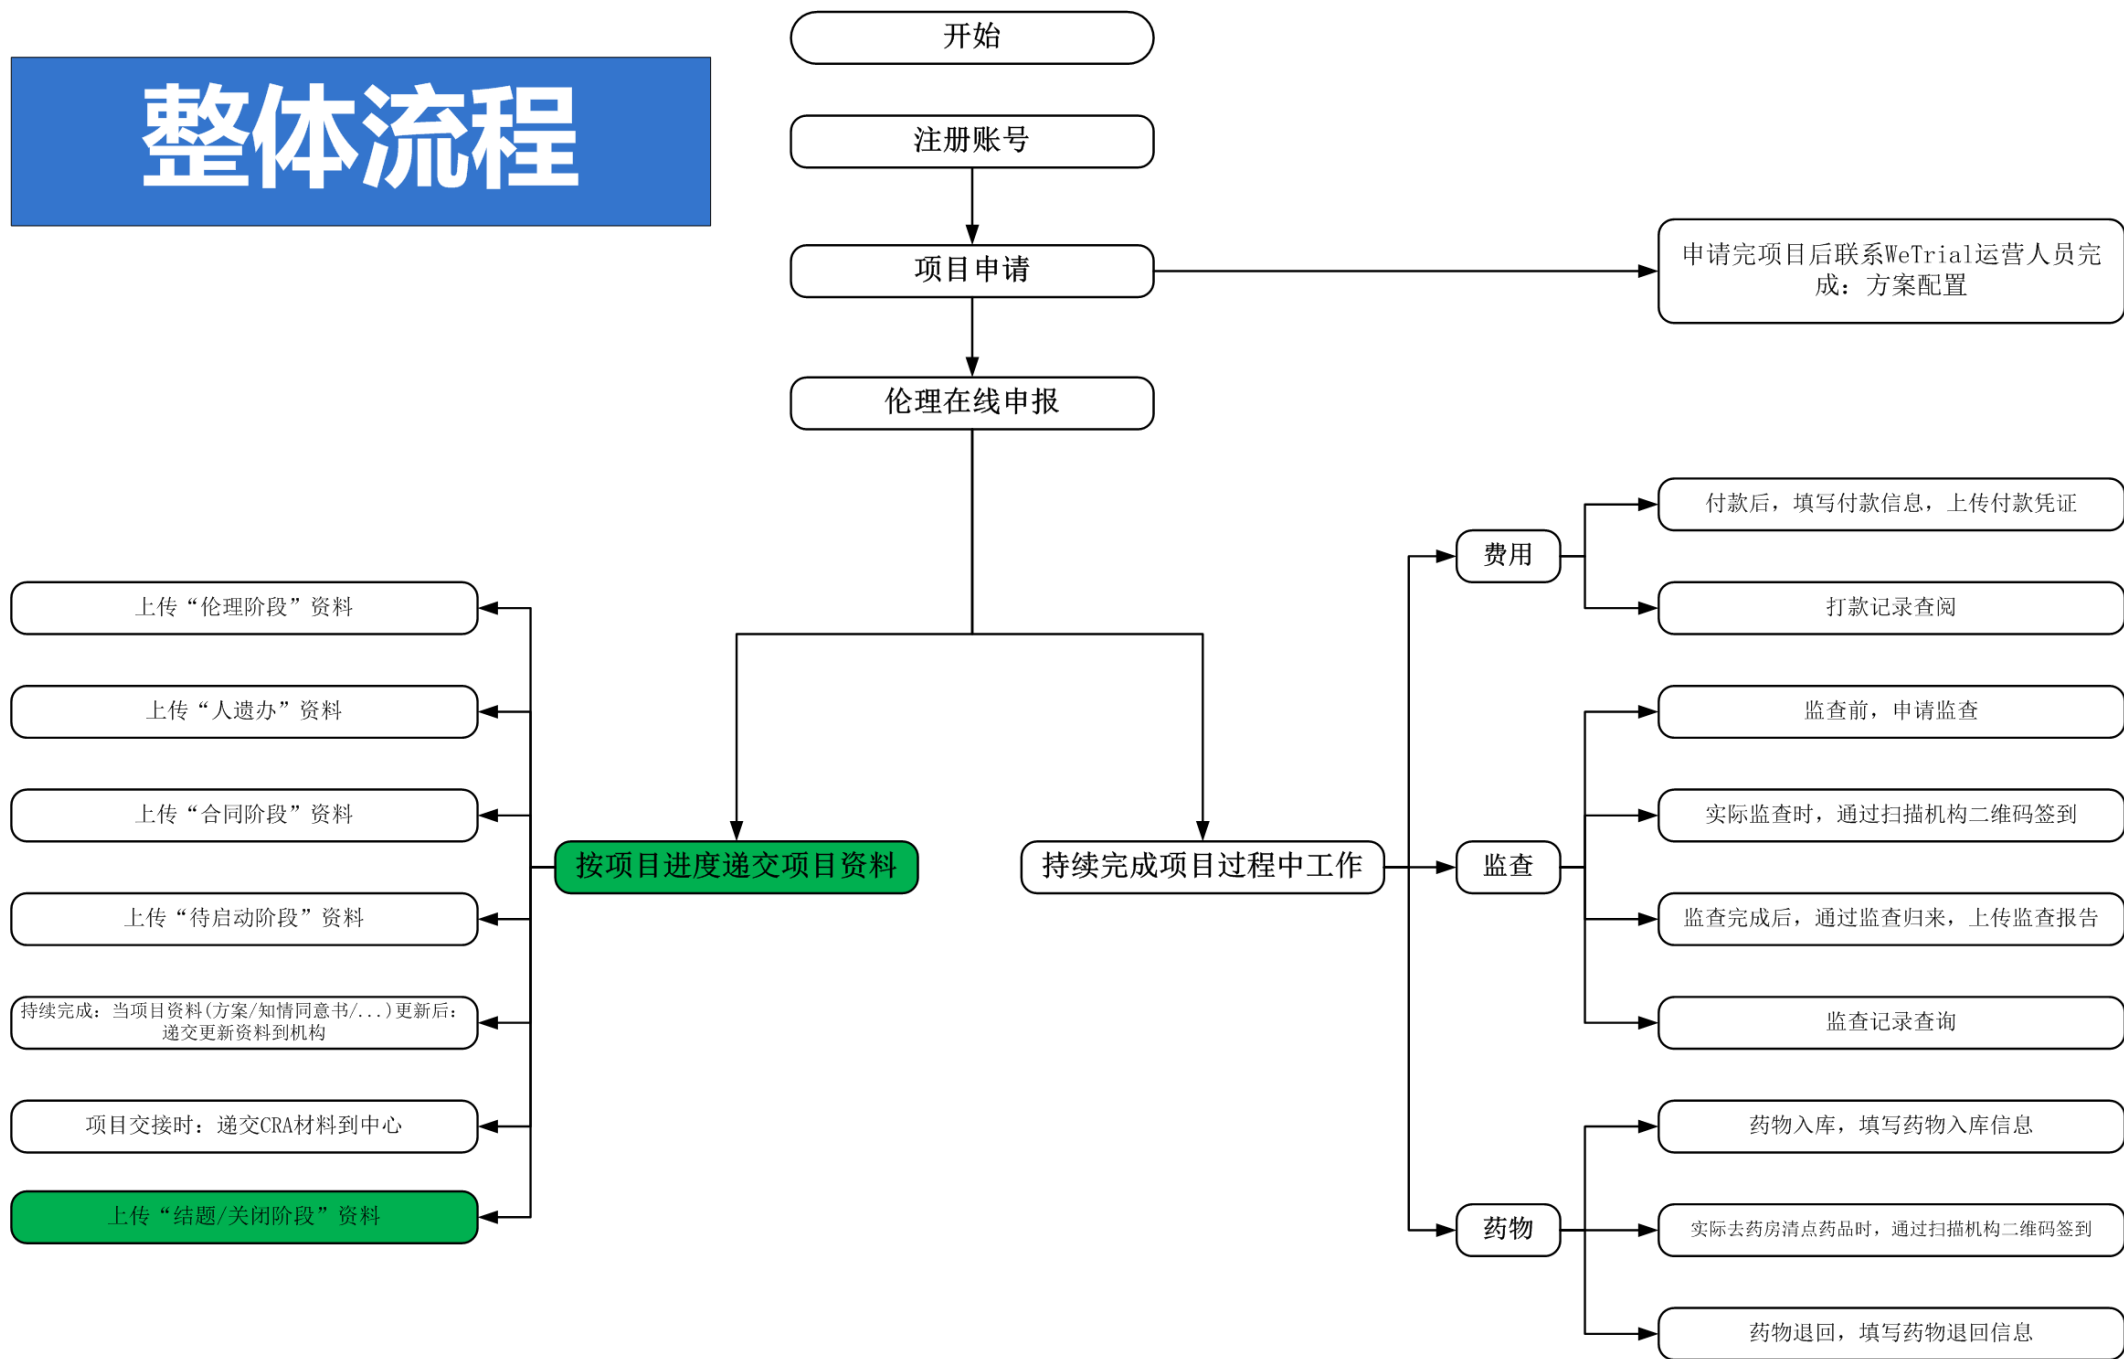 整体流程
开始
注册账号
项目申请
申请完项目后联系WeTrial运营人员完
成：方案配置
伦理在线申报
按项目进度递交项目资料
上传“伦理阶段”资料
上传“人遗办”资料
上传“合同阶段”资料
上传“待启动阶段”资料
持续完成：当项目资料(方案/知情同意书/...)更新后：
递交更新资料到机构
项目交接时：递交CRA材料到中心
上传“结题/关闭阶段”资料
持续完成项目过程中工作
费用
付款后，填写付款信息，上传付款凭证
打款记录查阅
监查
监查前，申请监查
实际监查时，通过扫描机构二维码签到
监查完成后，通过监查归来，上传监查报告
监查记录查询
药物
药物入库，填写药物入库信息
实际去药房清点药品时，通过扫描机构二维码签到
药物退回，填写药物退回信息